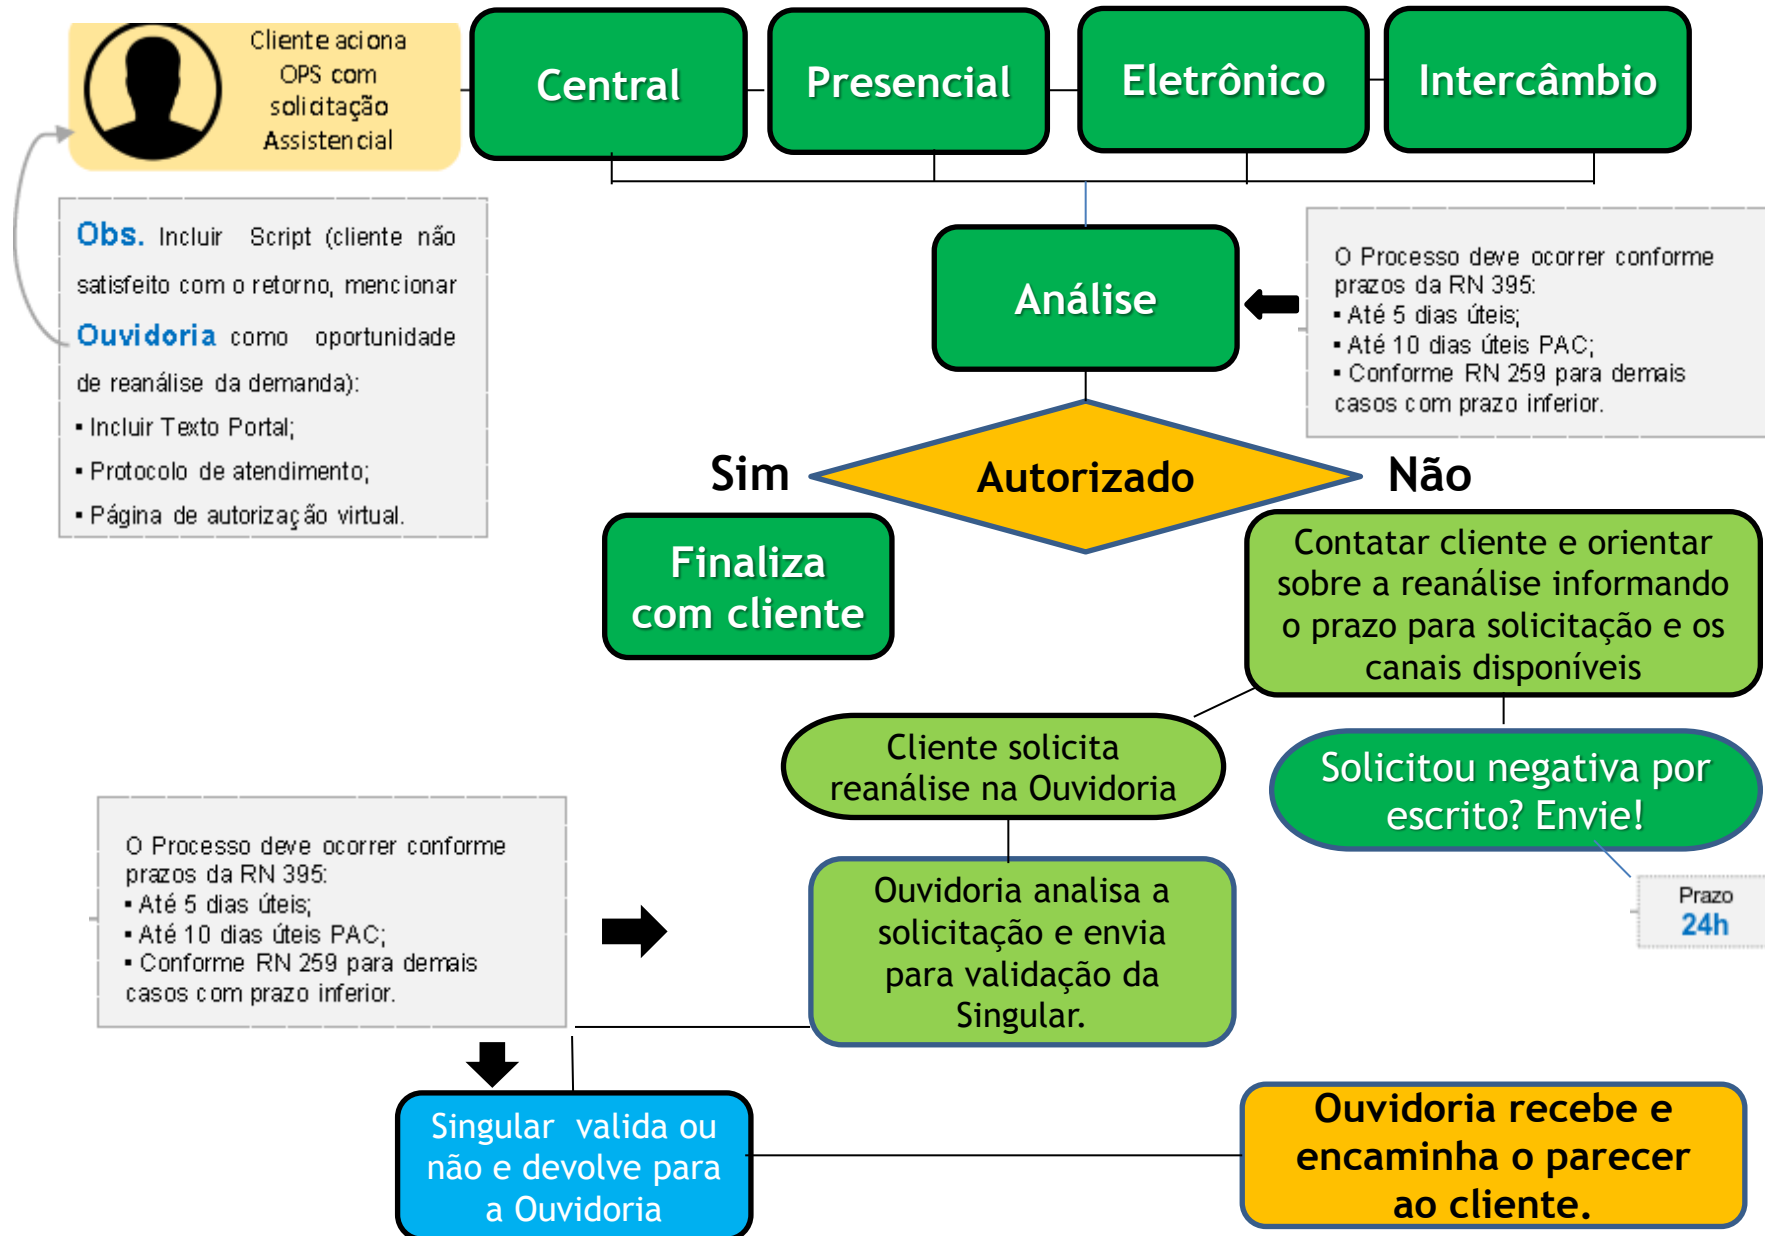 Cliente aciona
OPS com
solicitação
Assistencial
Central
Presencial
Eletrônico
Intercâmbio
Obs. Incluir Script (cliente não
satisfeito com o retorno, mencionar
Ouvidoria como oportunidade
de reanálise da demanda):
▪ Incluir Texto Portal;
▪ Protocolo de atendimento;
▪ Página de autorização virtual.
Análise
O Processo deve ocorrer conforme
prazos da RN 395:
▪ Até 5 dias úteis;
▪ Até 10 dias úteis PAC;
▪ Conforme RN 259 para demais
casos com prazo inferior.
Sim
Autorizado
Não
Finaliza
com cliente
Contatar cliente e orientar
sobre a reanálise informando
o prazo para solicitação e os
canais disponíveis
Cliente solicita
reanálise na Ouvidoria
Solicitou negativa por
escrito? Envie!
Prazo
24h
O Processo deve ocorrer conforme
prazos da RN 395:
▪ Até 5 dias úteis;
▪ Até 10 dias úteis PAC;
▪ Conforme RN 259 para demais
casos com prazo inferior.
Ouvidoria analisa a
solicitação e envia
para validação da
Singular.
Singular valida ou
não e devolve para
a Ouvidoria
Ouvidoria recebe e
encaminha o parecer
ao cliente.